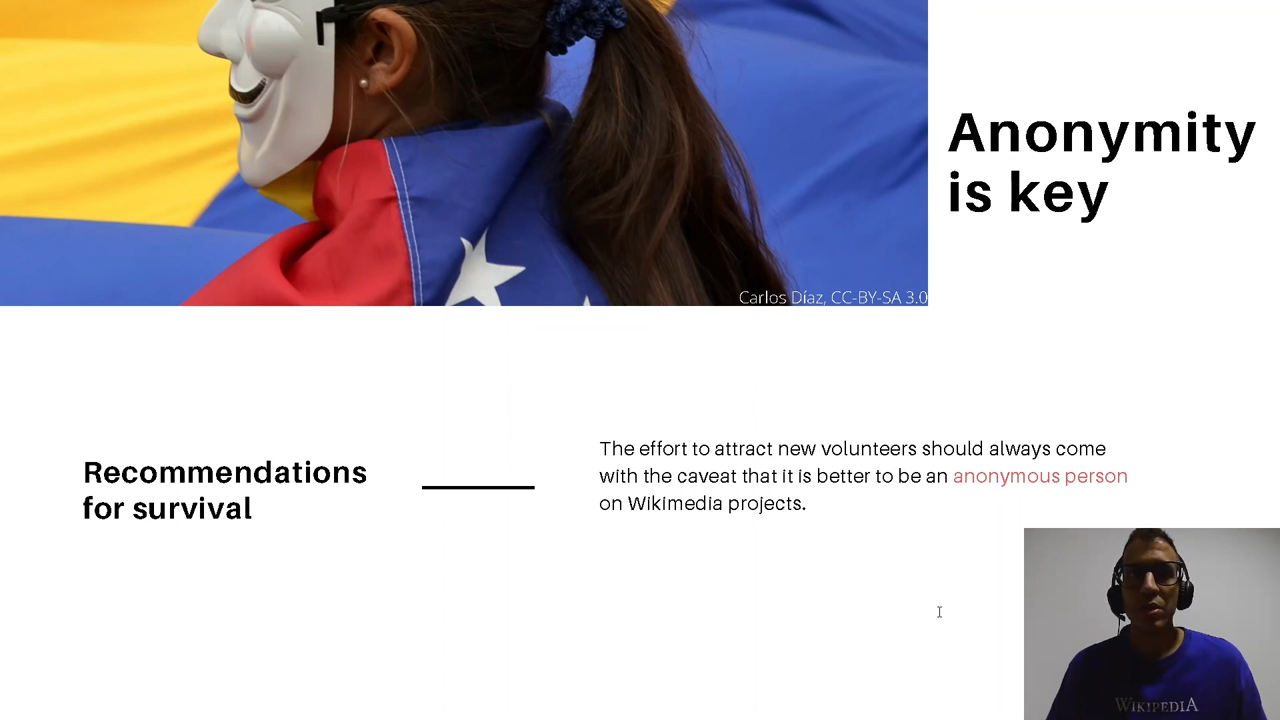 Anonymity
is key
Carlos Díaz, CC-BY-SA 3.0
Recommendations
for survival
The effort to attract new volunteers should always come
with the caveat that it is better to be an anonymous person
on Wikimedia projects.
WIKIPEDIA